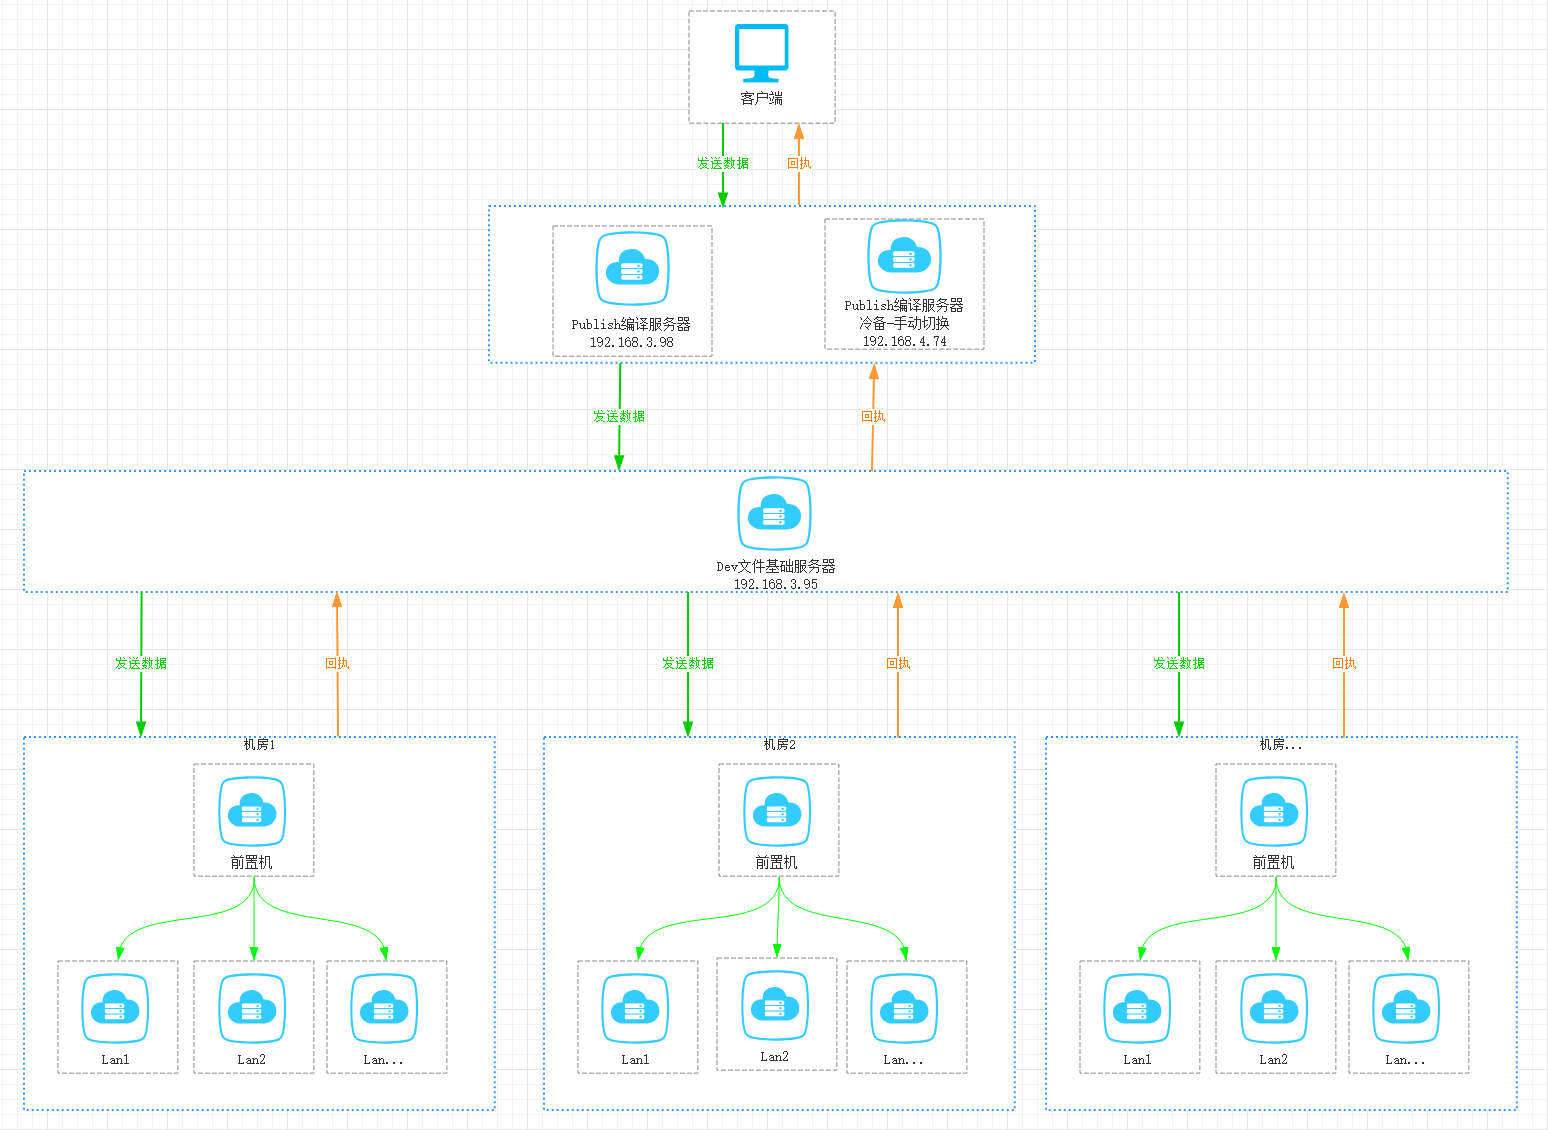 客户端
发送数据
回执
Publish编译服务器
192.168.3.98
Publish编译服务器
冷备-手动切换
192.168.4.74
发送数据
回执
Dev文件基础服务器
192.168.3.95
发送数据
回执
发送数据
回执
发送数据
回执
机房1
机房2
机房...
前置机
前置机
前置机
Lan1
Lan2
Lan...
Lan1
Lan2
Lan...
Lan1
Lan2
Lan...